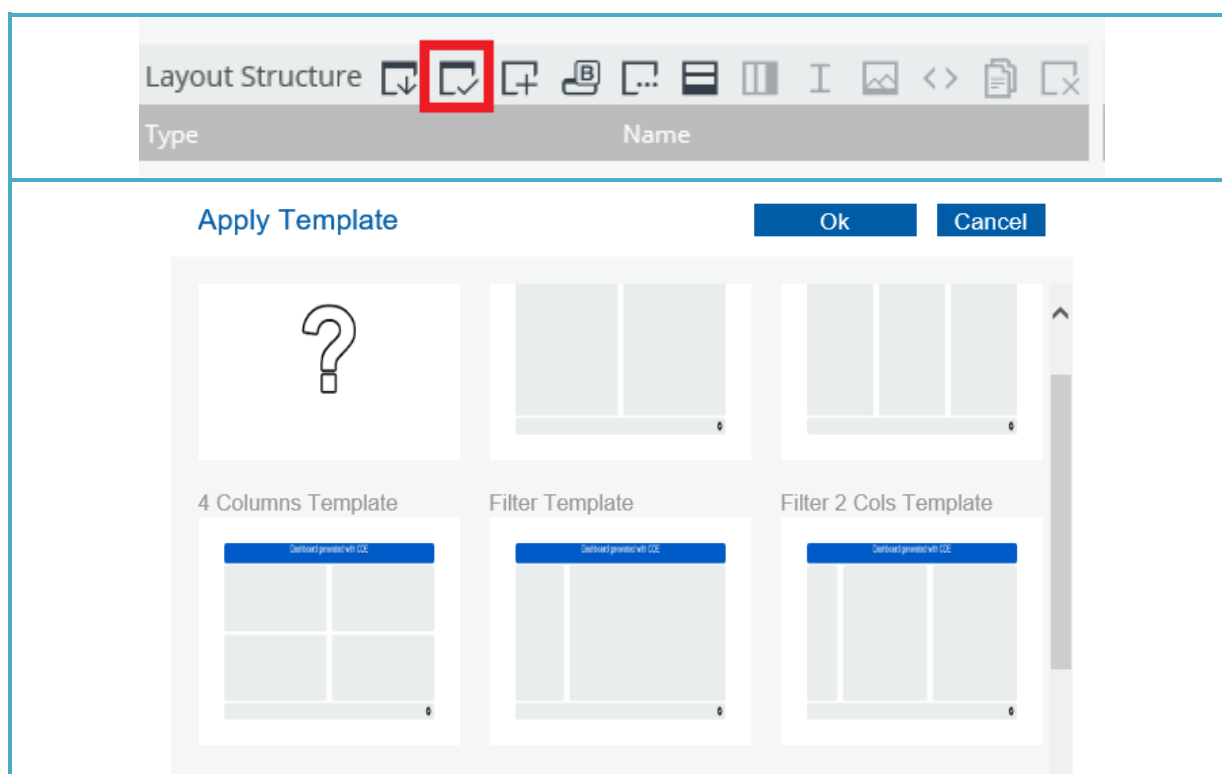 Layout Structure
Type Name
Apply Template Ok Cancel
4 Columns Template Filter Template Filter 2 Cols Template
Dashboard generated with CDE Dashboard generated with CDE Dashboard generated with CDE